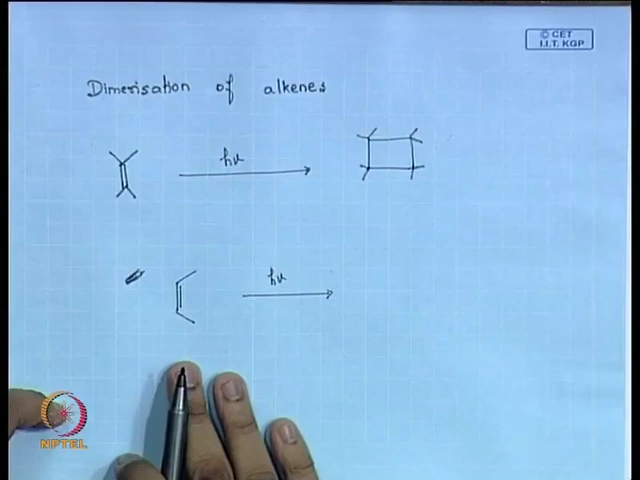 © CET
I.I.T. KGP
Dimerisation of alkenes
hν
hν
NPTEL